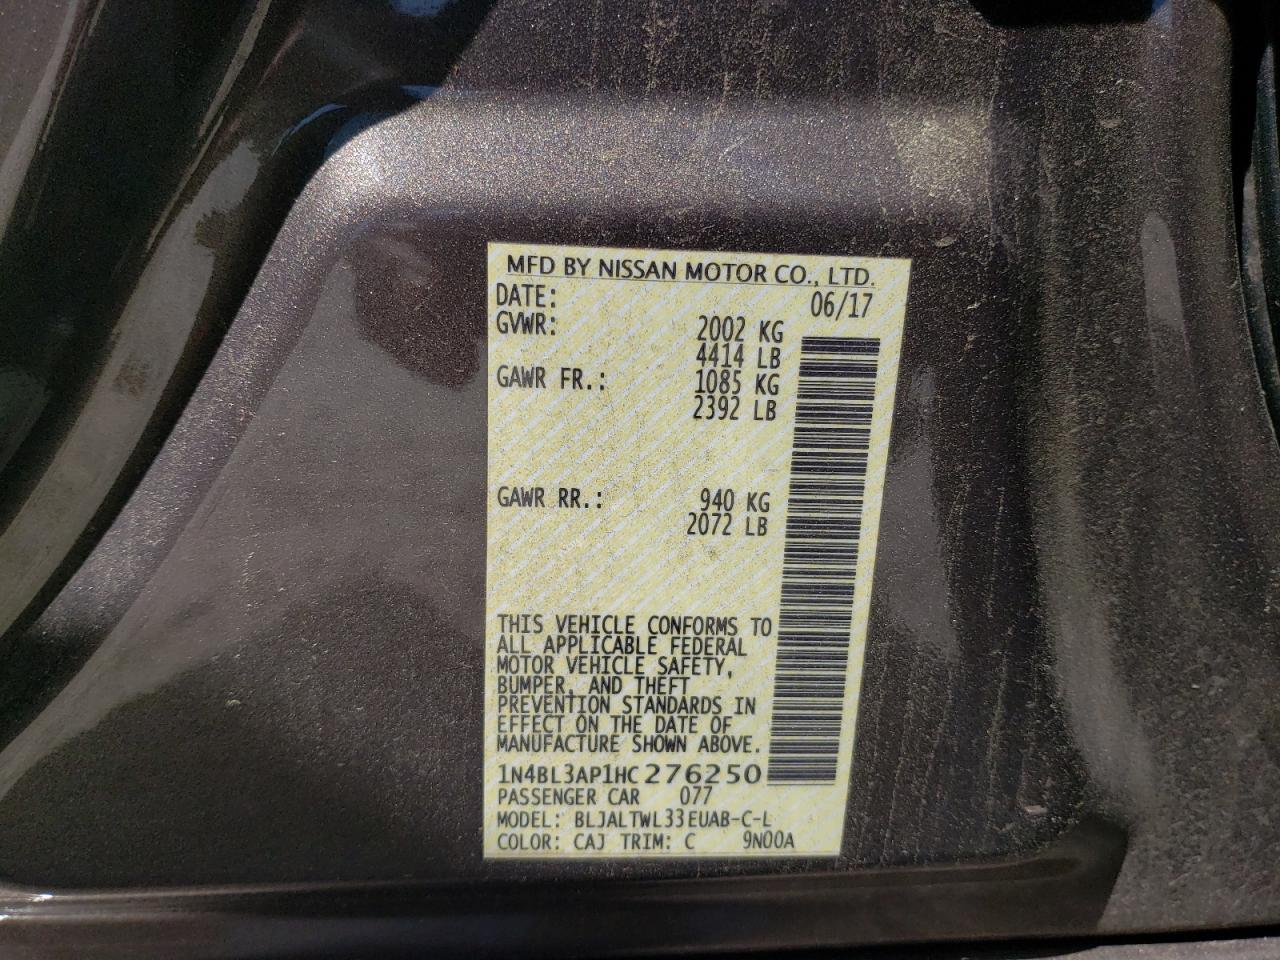 MFD BY NISSAN MOTOR CO., LTD.
DATE: 06/17
GVWR: 2002 KG
4414 LB
GAWR FR.: 1085 KG
2392 LB
GAWR RR.: 940 KG
2072 LB
THIS VEHICLE CONFORMS TO
ALL APPLICABLE FEDERAL
MOTOR VEHICLE SAFETY,
BUMPER, AND THEFT
PREVENTION STANDARDS IN
EFFECT ON THE DATE OF
MANUFACTURE SHOWN ABOVE.
1N4BL3AP1HC276250
PASSENGER CAR 077
MODEL: BLJALTWL33EUAB-C-L
COLOR: CAJ TRIM: C 9N00A